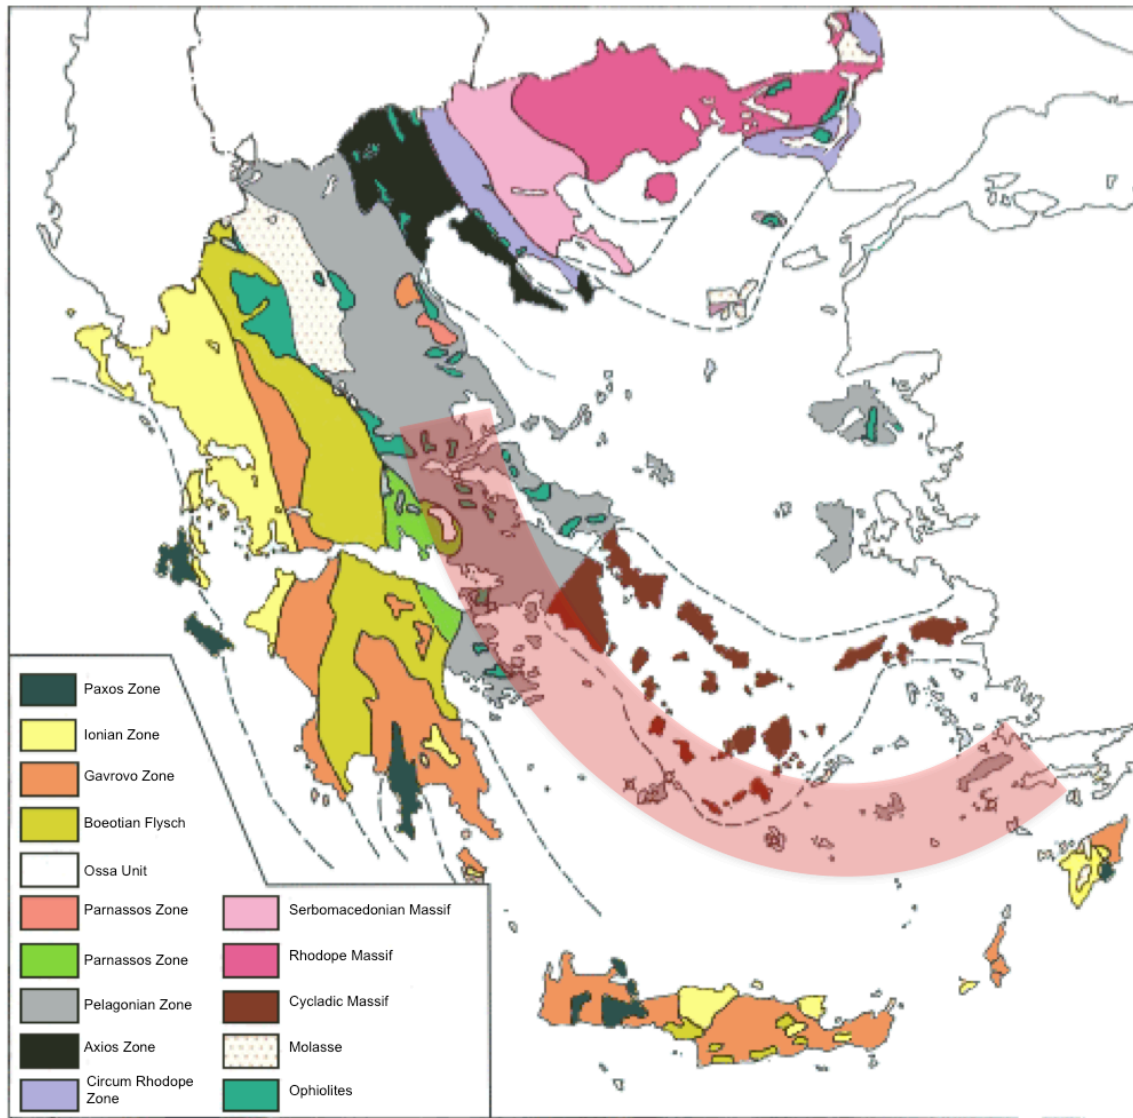 Paxos Zone
Ionian Zone
Gavrovo Zone
Boeotian Flysch
Ossa Unit
Parnassos Zone
Parnassos Zone
Pelagonian Zone
Axios Zone
Circum Rhodope
Zone
Serbomacedonian Massif
Rhodope Massif
Cycladic Massif
Molasse
Ophiolites